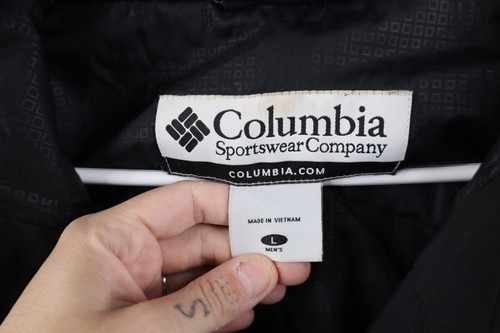 Columbia
Sportswear Company
COLUMBIA.COM
MADE IN VIETNAM
L
MEN'S